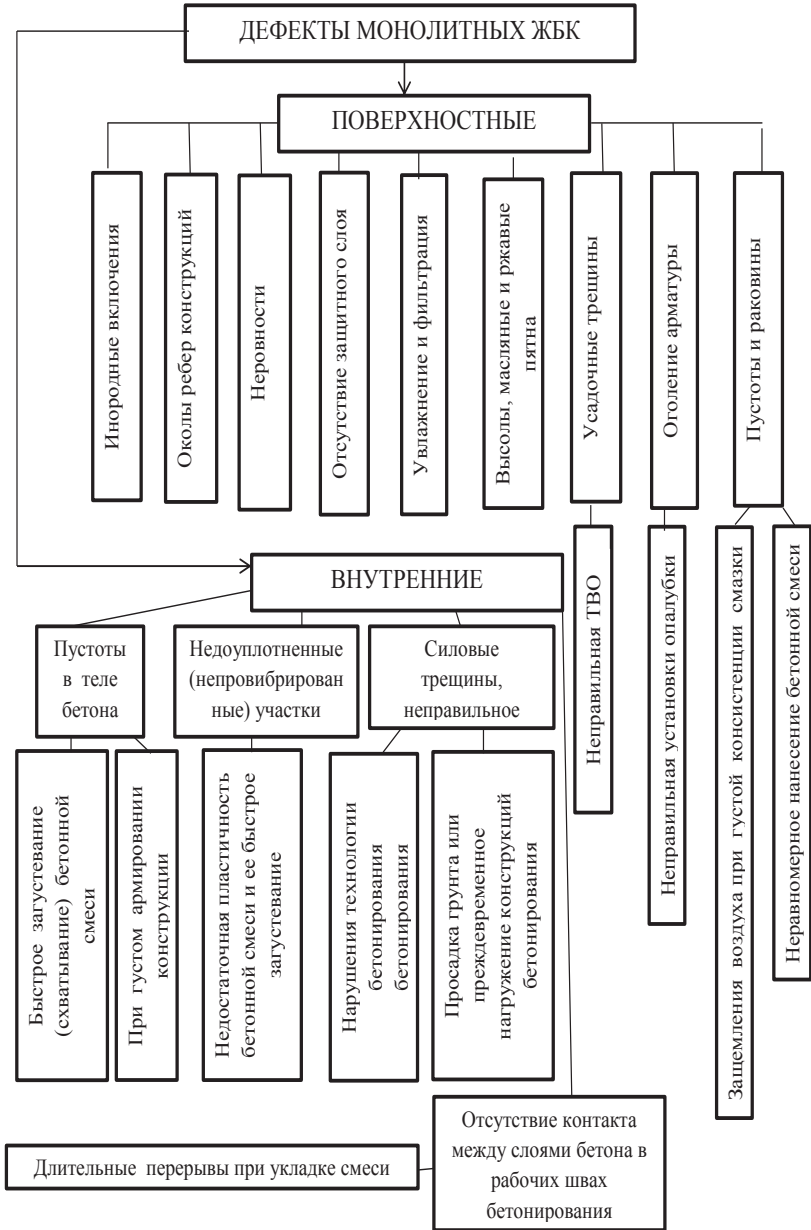 ДЕФЕКТЫ МОНОЛИТНЫХ ЖБК
ПОВЕРХНОСТНЫЕ
Инородные включения
Околы ребер конструкций
Неровности
Отсутствие защитного слоя
Увлажнение и фильтрация
Высолы, масляные и ржавые
пятна
Усадочные трещины
Оголение арматуры
Пустоты и раковины
Неправильная ТВО
Неправильная установки опалубки
Защемления воздуха при густой консистенции смазки
Неравномерное нанесение бетонной смеси
ВНУТРЕННИЕ
Пустоты
в теле
бетона
Недоуплотненные
(непровибрирован
ные) участки
Силовые
трещины,
неправильное
Быстрое загустевание
(схватывание) бетонной
смеси
При густом армировании
конструкции
Недостаточная пластичность
бетонной смеси и ее быстрое
загустевание
Нарушения технологии
бетонирования
бетонирования
Просадка грунта или
преждевременное
нагружение конструкций
бетонирования
Отсутствие контакта
между слоями бетона в
рабочих швах
бетонирования
Длительные перерывы при укладке смеси